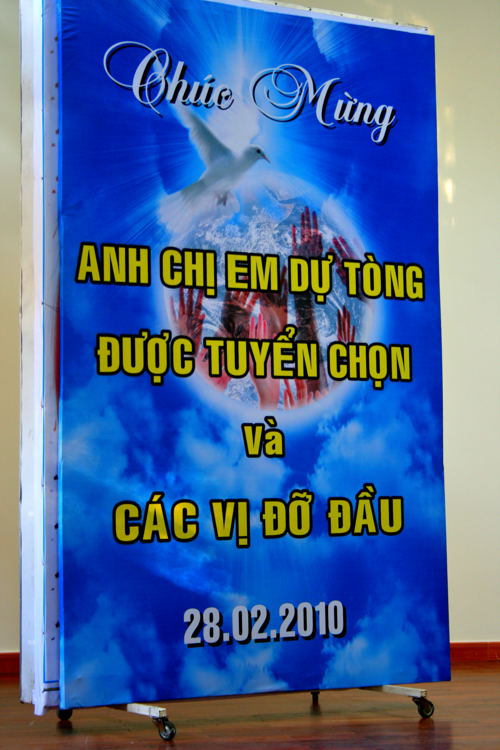 Chúc Mừng
ANH CHỊ EM DỰ TÒNG
ĐƯỢC TUYỂN CHỌN
và
CÁC VỊ ĐỠ ĐẦU
28.02.2010